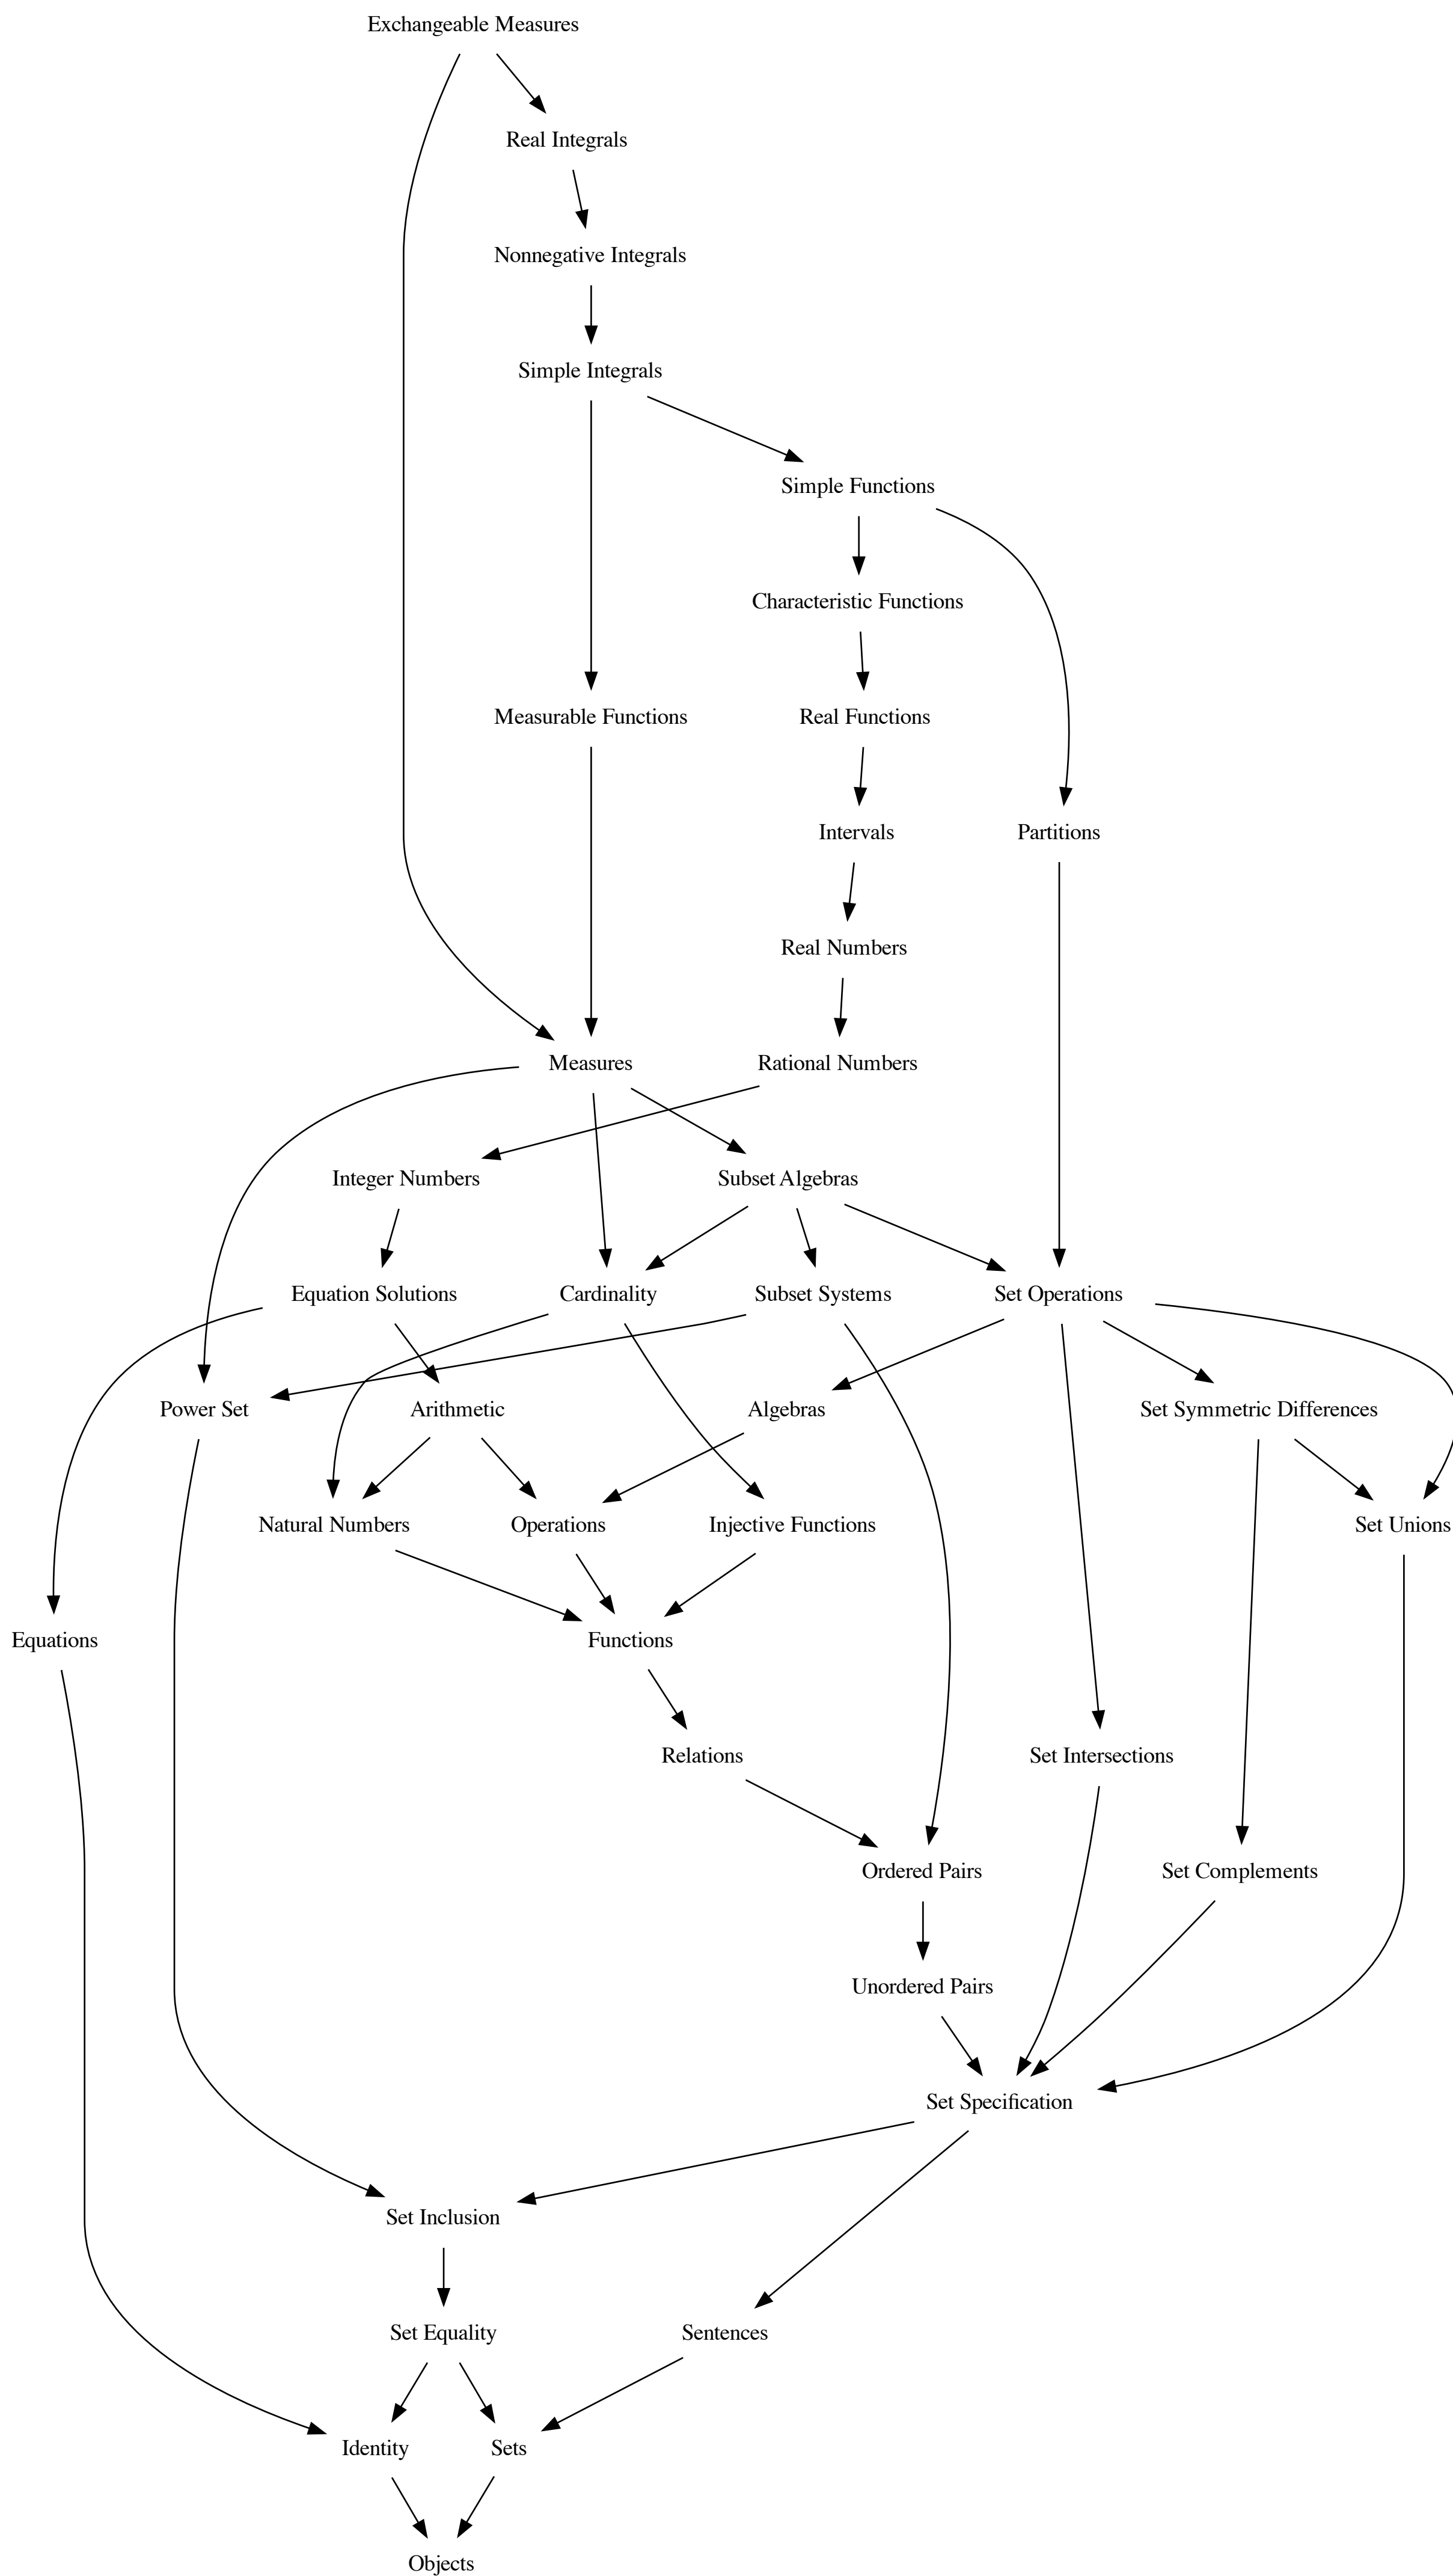 Exchangeable Measures
Real Integrals
Nonnegative Integrals
Simple Integrals
Simple Functions
Characteristic Functions
Measurable Functions
Real Functions
Intervals
Partitions
Real Numbers
Measures
Rational Numbers
Integer Numbers
Subset Algebras
Equation Solutions
Cardinality
Subset Systems
Set Operations
Power Set
Arithmetic
Algebras
Set Symmetric Differences
Natural Numbers
Operations
Injective Functions
Set Unions
Equations
Functions
Relations
Set Intersections
Ordered Pairs
Set Complements
Unordered Pairs
Set Specification
Set Inclusion
Set Equality
Sentences
Identity
Sets
Objects